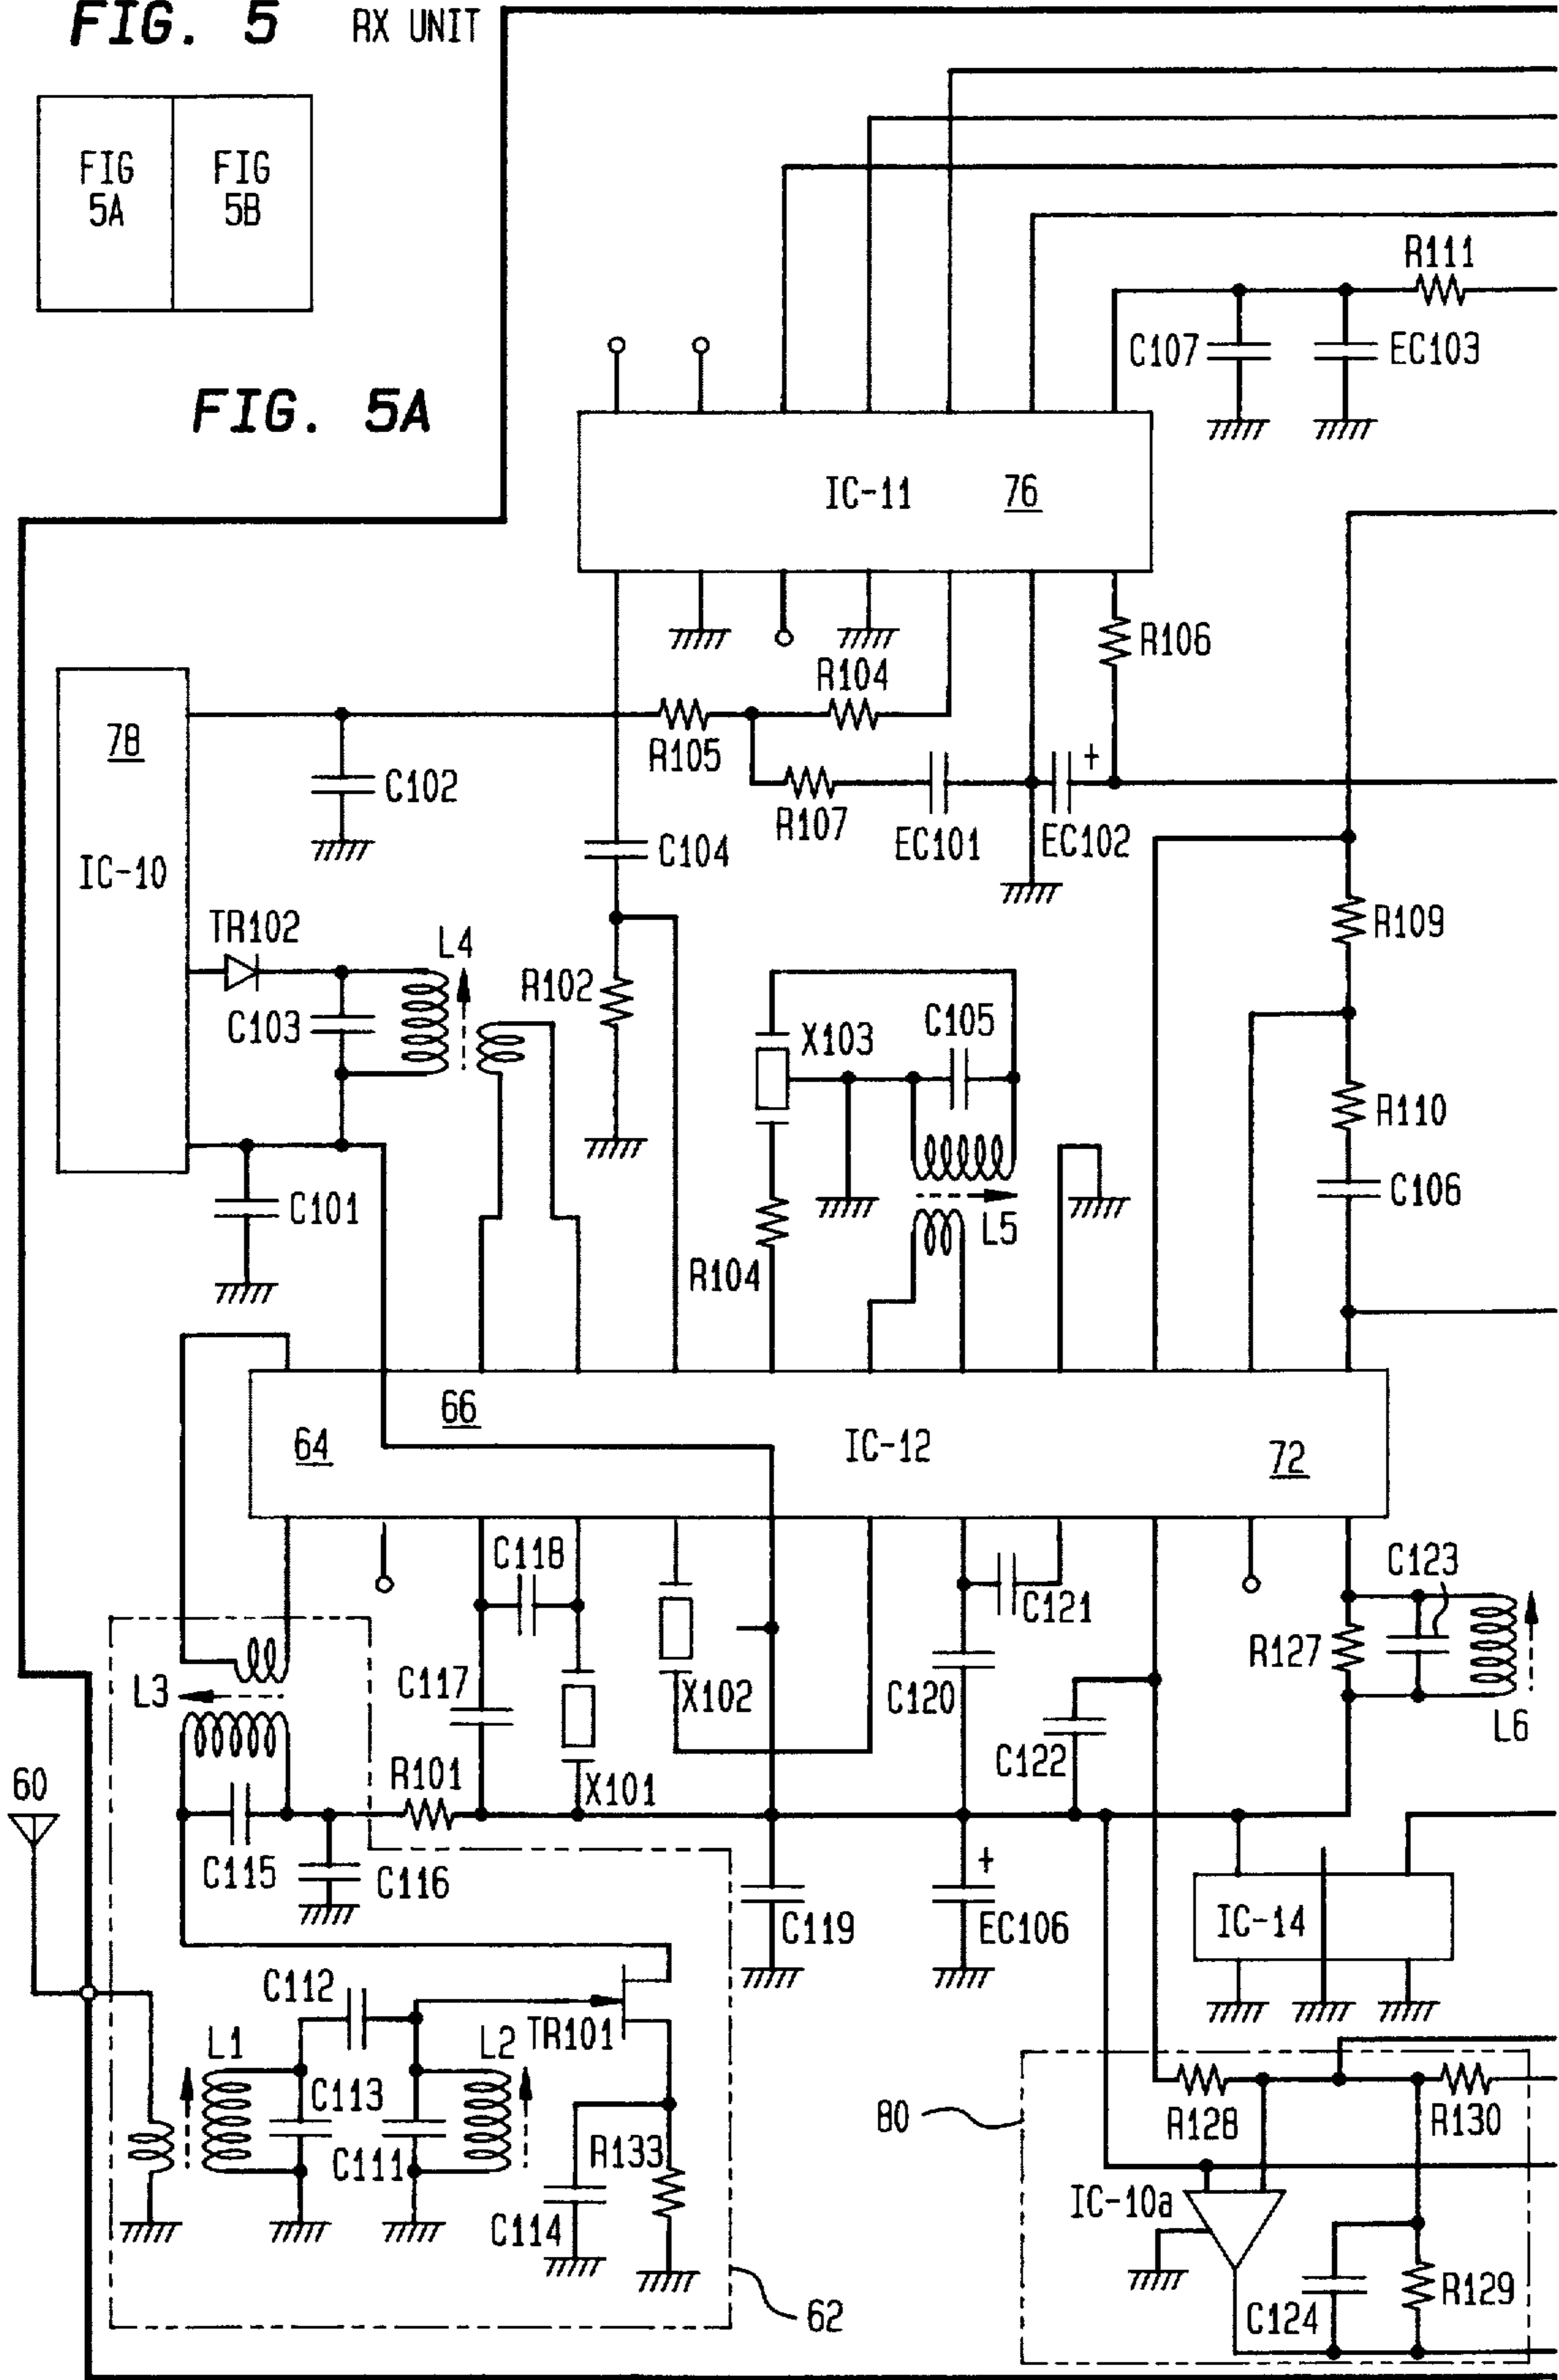 FIG. 5 RX UNIT
FIG 5A
FIG 5B
FIG. 5A
R111
C107
EC103
IC-11 76
R106
R104
R105
78
C102
R107
EC101
EC102
+
C104
IC-10
TR102
L4
R109
R102
C103
X103
C105
R110
C101
C106
L5
R104
66
64
IC-12
72
C118
C123
C121
R127
L3
C117
X102
C120
L6
C122
60
R101
X101
C115
C116
+
IC-14
C119
EC106
C112
TR101
L1
L2
C113
80
R128
R130
C111
R133
IC-10a
C114
C124
R129
62